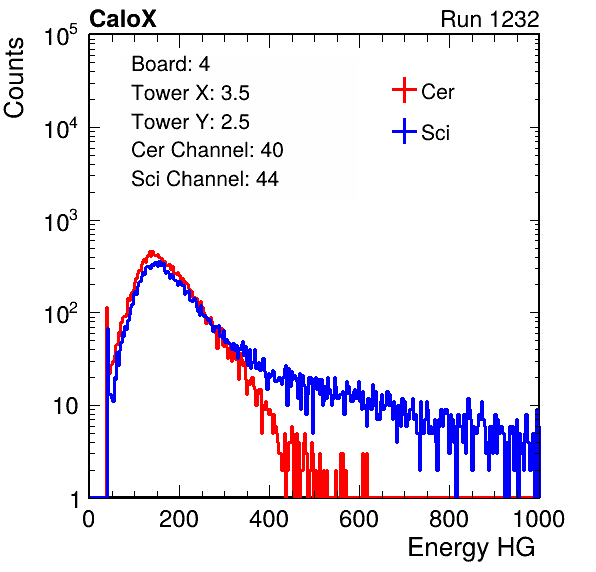 CaloX Run 1232
Counts
Board: 4
Tower X: 3.5
Tower Y: 2.5
Cer Channel: 40
Sci Channel: 44
Cer
Sci
10^5
10^4
10^3
10^2
10
1
0 200 400 600 800 1000
Energy HG